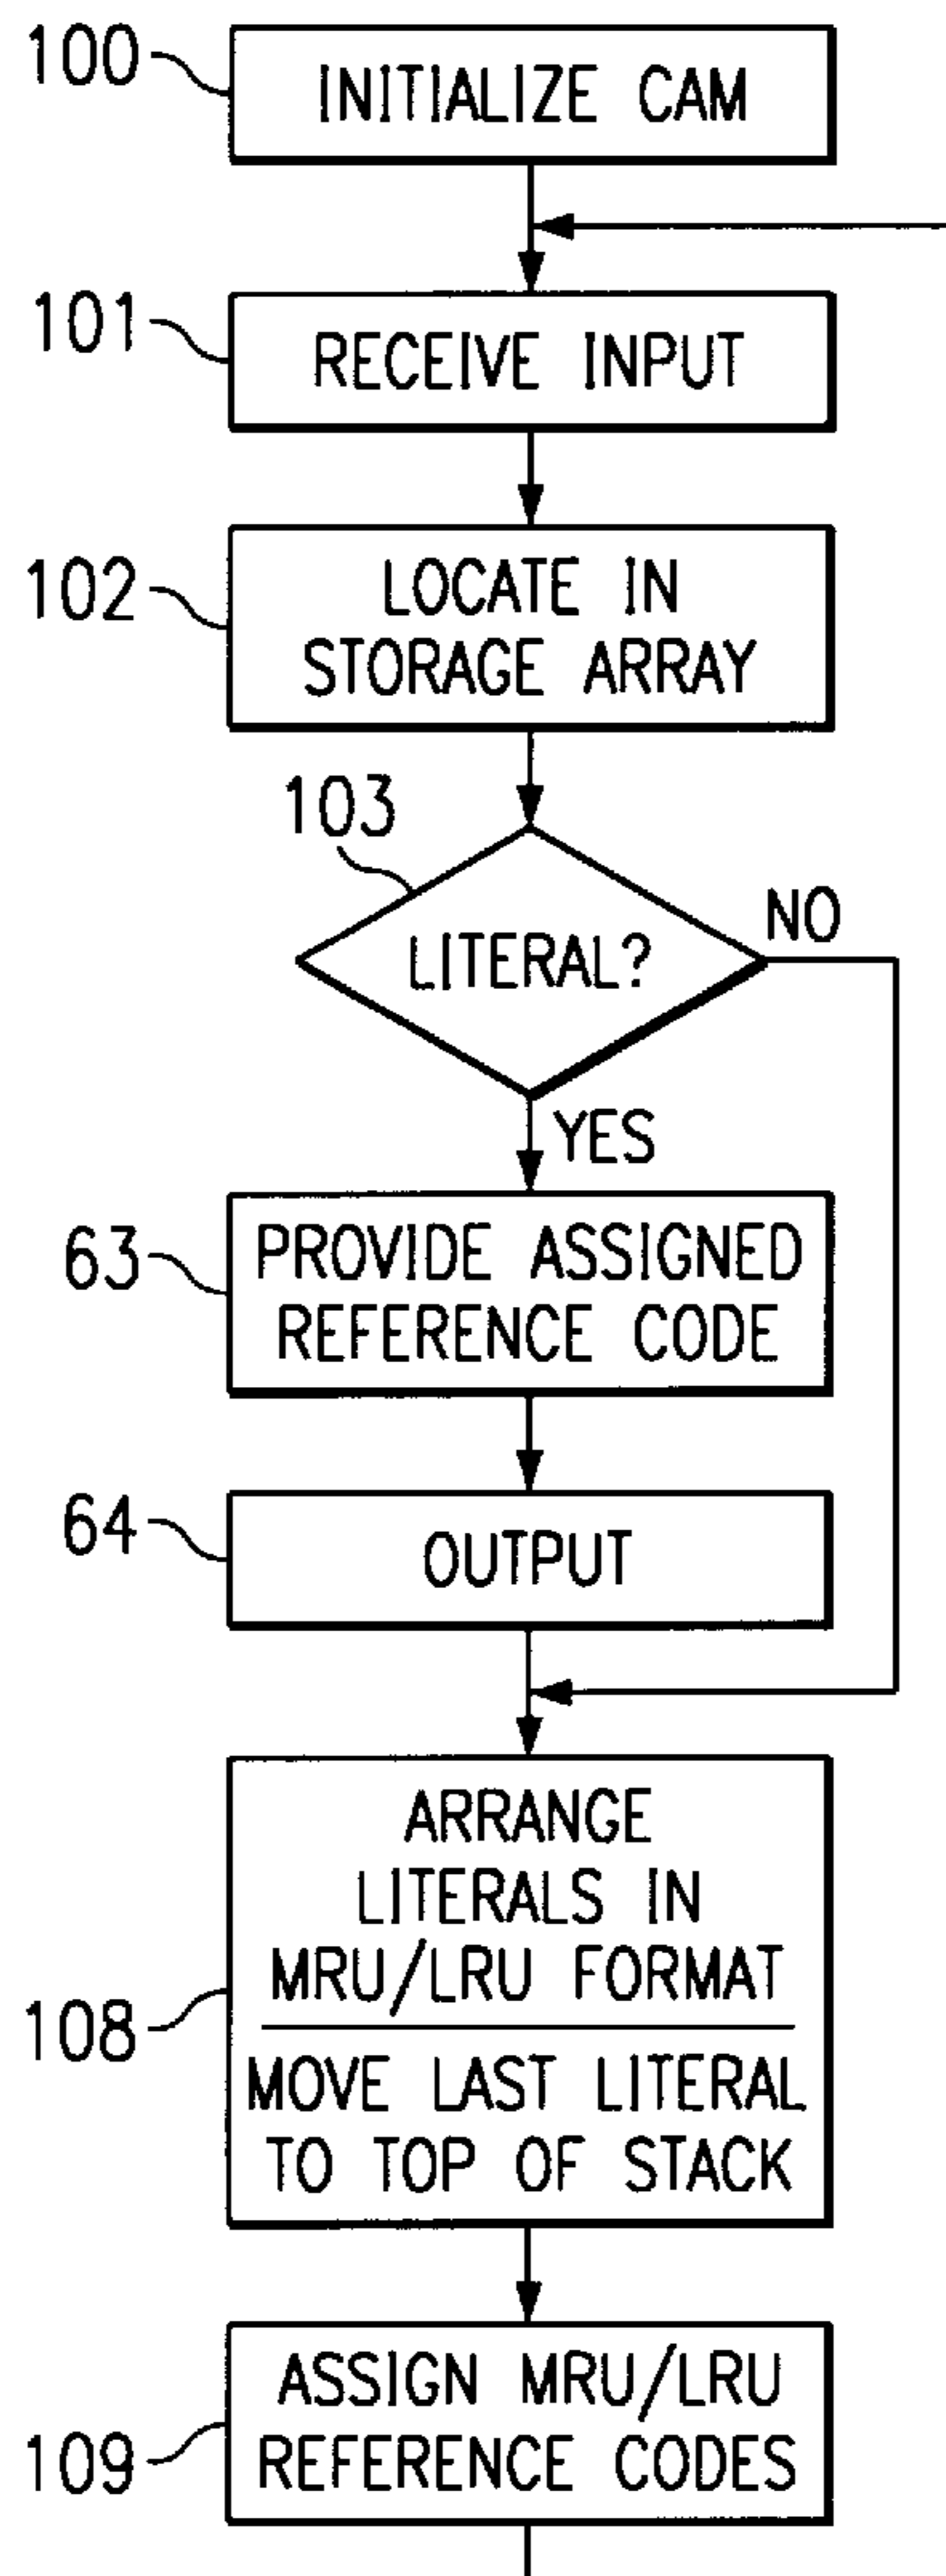 100
INITIALIZE CAM
101
RECEIVE INPUT
102
LOCATE IN
STORAGE ARRAY
103
LITERAL?
NO
YES
63
PROVIDE ASSIGNED
REFERENCE CODE
64
OUTPUT
108
ARRANGE
LITERALS IN
MRU/LRU FORMAT
MOVE LAST LITERAL
TO TOP OF STACK
109
ASSIGN MRU/LRU
REFERENCE CODES